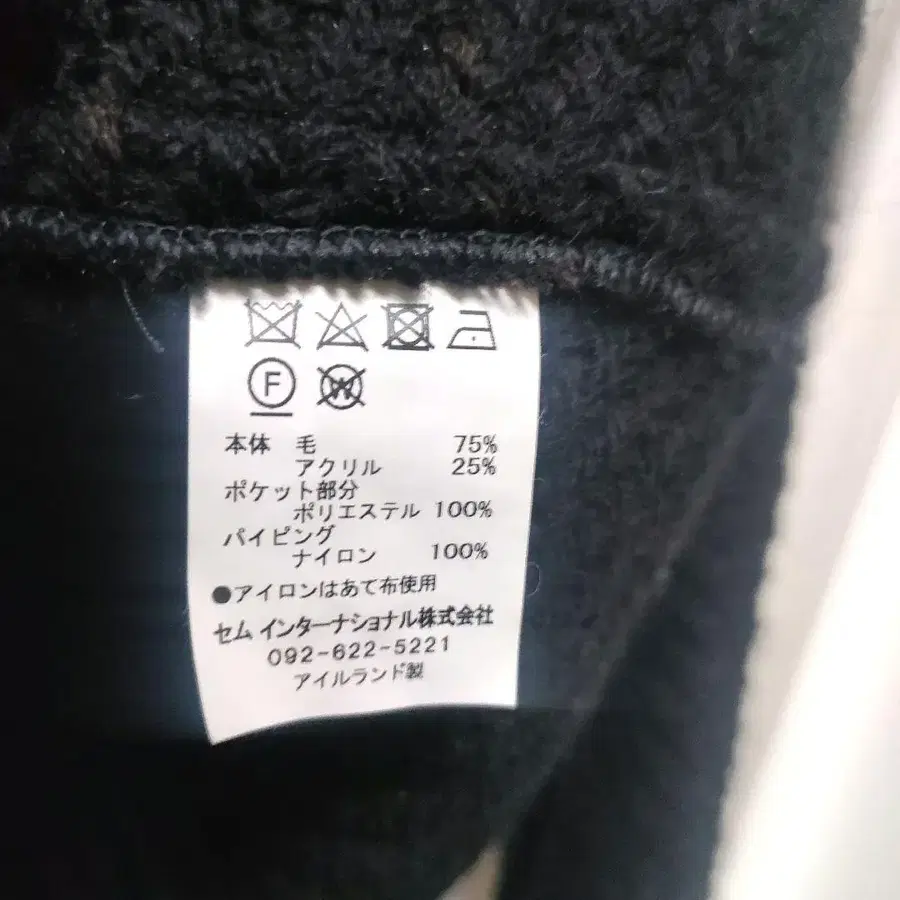 F W
本体 毛 75%
アクリル 25%
ポケット部分
ポリエステル 100%
パイピング
ナイロン 100%
●アイロンはあて布使用
セム インターナショナル株式会社
092-622-5221
アイルランド製